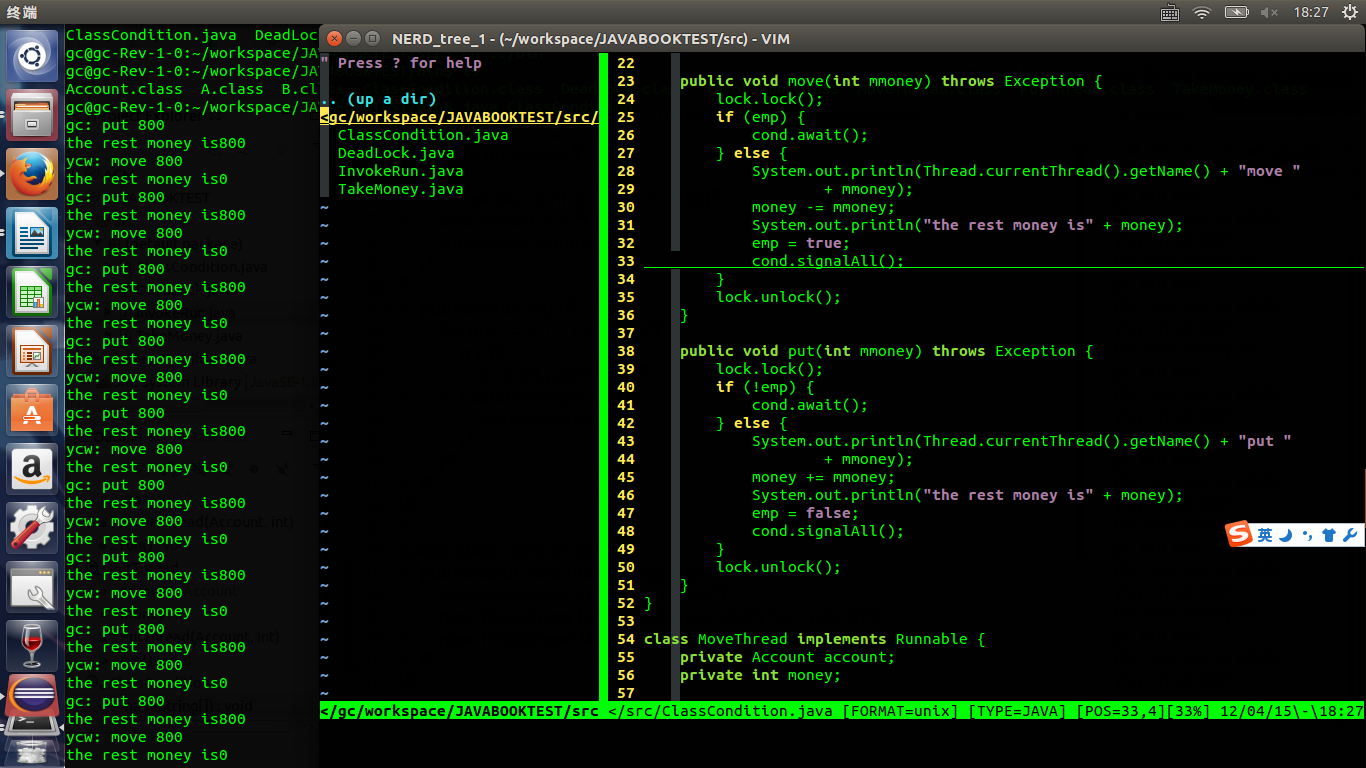 终端
18:27
ClassCondition.java  DeadLoc
gc@gc-Rev-1-0:~/workspace/JA
gc@gc-Rev-1-0:~/workspace/JAV
Account.class  A.class  B.cl
gc@gc-Rev-1-0:~/workspace/JAV
gc: put 800
the rest money is800
ycw: move 800
the rest money is0
gc: put 800
the rest money is800
ycw: move 800
the rest money is0
gc: put 800
the rest money is800
ycw: move 800
the rest money is0
gc: put 800
the rest money is800
ycw: move 800
the rest money is0
gc: put 800
the rest money is800
ycw: move 800
the rest money is0
gc: put 800
the rest money is800
ycw: move 800
the rest money is0
gc: put 800
the rest money is800
ycw: move 800
the rest money is0
gc: put 800
the rest money is800
ycw: move 800
the rest money is0
gc: put 800
the rest money is800
ycw: move 800
the rest money is0
NERD_tree_1 - (~/workspace/JAVABOOKTEST/src) - VIM
" Press ? for help
.. (up a dir)
<gc/workspace/JAVABOOKTEST/src/
ClassCondition.java
DeadLock.java
InvokeRun.java
TakeMoney.java
22
23     public void move(int mmoney) throws Exception {
24         lock.lock();
25         if (emp) {
26             cond.await();
27         } else {
28             System.out.println(Thread.currentThread().getName() + "move "
29                     + mmoney);
30             money -= mmoney;
31             System.out.println("the rest money is" + money);
32             emp = true;
33             cond.signalAll();
34         }
35         lock.unlock();
36     }
37
38     public void put(int mmoney) throws Exception {
39         lock.lock();
40         if (!emp) {
41             cond.await();
42         } else {
43             System.out.println(Thread.currentThread().getName() + "put "
44                     + mmoney);
45             money += mmoney;
46             System.out.println("the rest money is" + money);
47             emp = false;
48             cond.signalAll();
49         }
50         lock.unlock();
51     }
52 }
53
54 class MoveThread implements Runnable {
55     private Account account;
56     private int money;
57
</gc/workspace/JAVABOOKTEST/src </src/ClassCondition.java [FORMAT=unix] [TYPE=JAVA] [POS=33,4][33%] 12/04/15\-\18:27
英